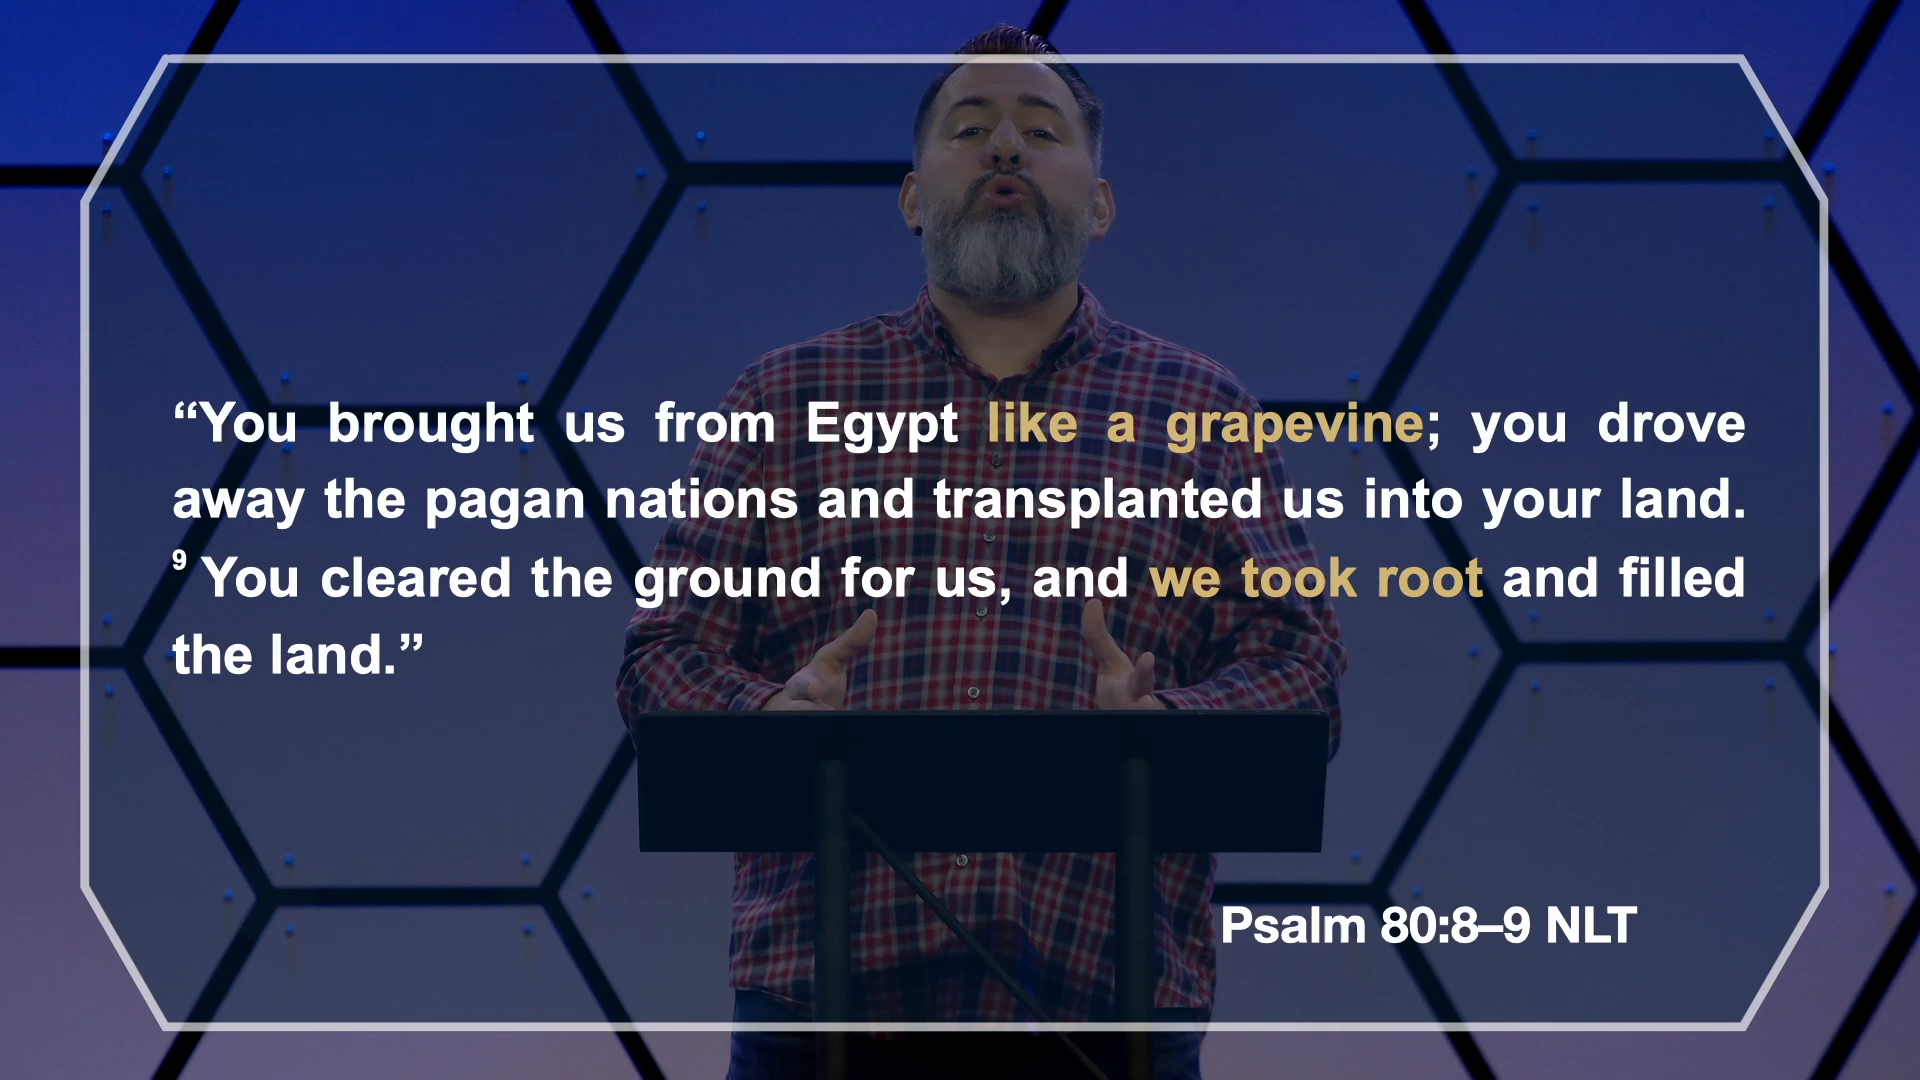 “You brought us from Egypt like a grapevine; you drove
away the pagan nations and transplanted us into your land.
9 You cleared the ground for us, and we took root and filled
the land.”
Psalm 80:8–9 NLT